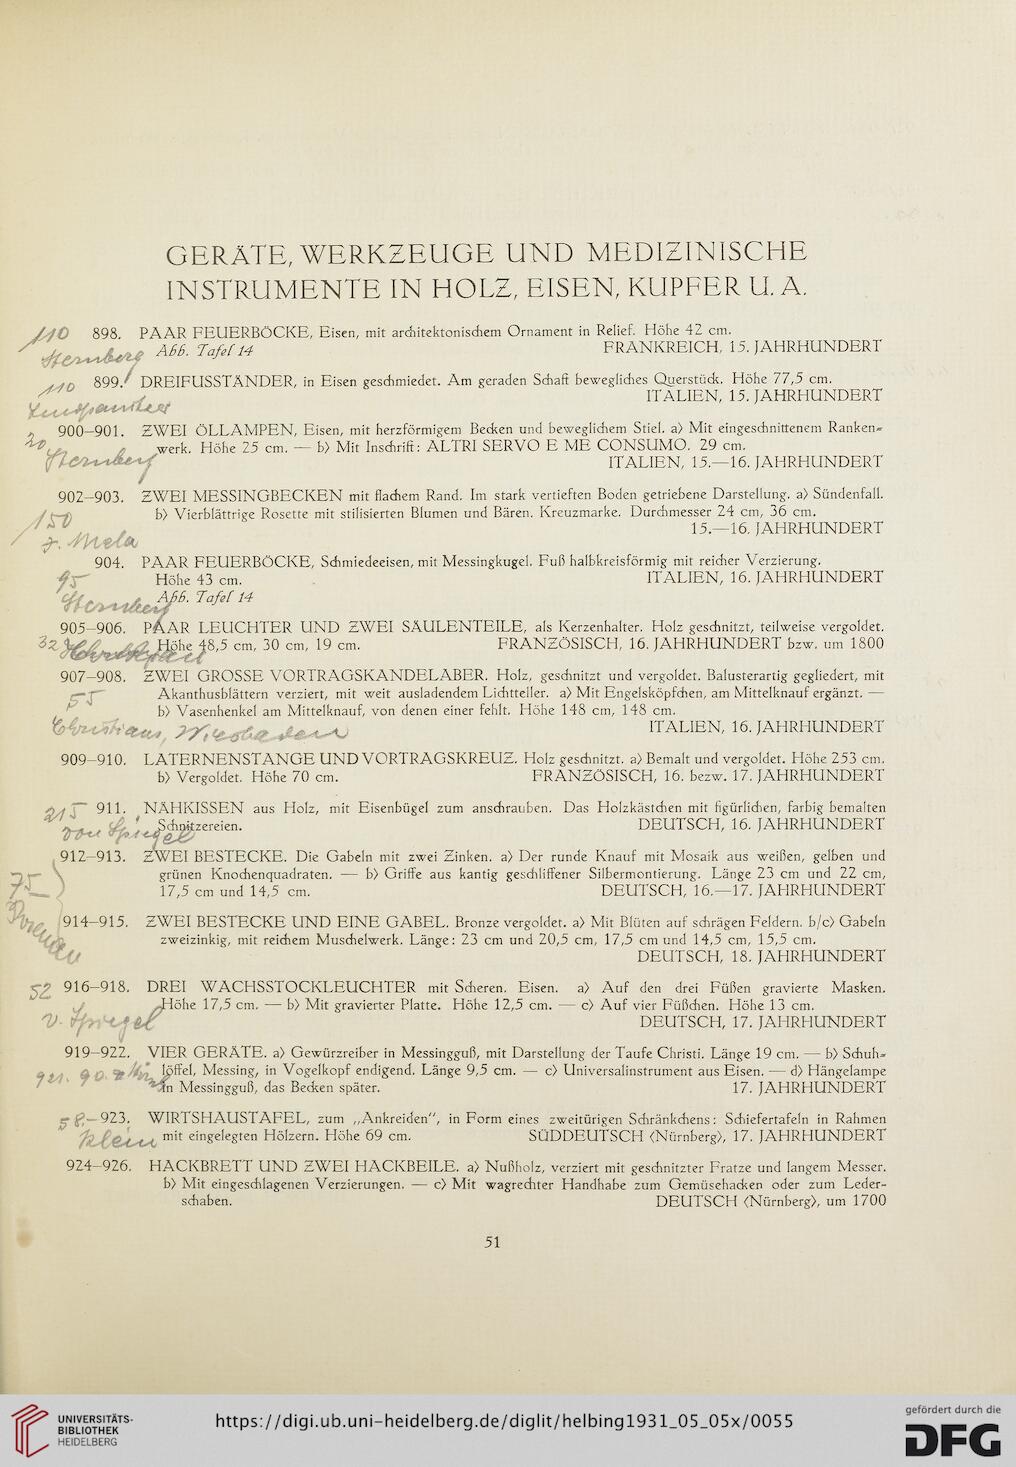 GERÄTE, WERKZEUGE UND MEDIZINISCHE
INSTRUMENTE IN HOLZ, EISEN, KUPFER U. A.
110 898. PAAR FEUERBÖCKE, Eisen, mit architektonischem Ornament in Relief. Höhe 42 cm.
Sternberg Abb. Tafel 14 FRANKREICH, 15. JAHRHUNDERT
110 899. DREIFUSSTÄNDER, in Eisen geschmiedet. Am geraden Schaft bewegliches Querstück. Höhe 77,5 cm.
ITALIEN, 15. JAHRHUNDERT
900–901. ZWEI ÖLLAMPEN, Eisen, mit herzförmigem Becken und beweglichem Stiel. a) Mit eingeschnittenem Ranken-
20 werk. Höhe 25 cm. — b) Mit Inschrift: ALTRI SERVO E ME CONSUMO. 29 cm.
Sternberg ITALIEN, 15.—16. JAHRHUNDERT
902–903. ZWEI MESSINGBECKEN mit flachem Rand. Im stark vertieften Boden getriebene Darstellung. a) Sündenfall.
150 b) Vierblättrige Rosette mit stilisierten Blumen und Bären. Kreuzmarke. Durchmesser 24 cm, 36 cm.
15.—16. JAHRHUNDERT
Mela
904. PAAR FEUERBÖCKE, Schmiedeeisen, mit Messingkugel. Fuß halbkreisförmig mit reicher Verzierung.
95 Höhe 43 cm. ITALIEN, 16. JAHRHUNDERT
Sternberg Abb. Tafel 14
905–906. PAAR LEUCHTER UND ZWEI SÄULENTEILE, als Kerzenhalter. Holz geschnitzt, teilweise vergoldet.
32 Höhe 48,5 cm, 30 cm, 19 cm. FRANZÖSISCH, 16. JAHRHUNDERT bzw. um 1800
907–908. ZWEI GROSSE VORTRAGSKANDELABER. Holz, geschnitzt und vergoldet. Balusterartig gegliedert, mit
55 Akanthusblättern verziert, mit weit ausladendem Lichtteller. a) Mit Engelsköpfchen, am Mittelknauf ergänzt. —
b) Vasenhenkel am Mittelknauf, von denen einer fehlt. Höhe 148 cm, 148 cm.
Christians, Wiesbaden ITALIEN, 16. JAHRHUNDERT
909–910. LATERNENSTANGE UND VORTRAGSKREUZ. Holz geschnitzt. a) Bemalt und vergoldet. Höhe 253 cm.
b) Vergoldet. Höhe 70 cm. FRANZÖSISCH, 16. bezw. 17. JAHRHUNDERT
215 911. NÄHKISSEN aus Holz, mit Eisenbügel zum anschrauben. Das Holzkästchen mit figürlichen, farbig bemalten
von Spiegel Schnitzereien. DEUTSCH, 16. JAHRHUNDERT
912–913. ZWEI BESTECKE. Die Gabeln mit zwei Zinken. a) Der runde Knauf mit Mosaik aus weißen, gelben und
75 grünen Knochenquadraten. — b) Griffe aus kantig geschliffener Silbermontierung. Länge 23 cm und 22 cm,
17,5 cm und 14,5 cm. DEUTSCH, 16.—17. JAHRHUNDERT
914–915. ZWEI BESTECKE UND EINE GABEL. Bronze vergoldet. a) Mit Blüten auf schrägen Feldern. b/c) Gabeln
zweizinkig, mit reichem Muschelwerk. Länge: 23 cm und 20,5 cm, 17,5 cm und 14,5 cm, 15,5 cm.
DEUTSCH, 18. JAHRHUNDERT
52 916–918. DREI WACHSSTOCKLEUCHTER mit Scheren. Eisen. a) Auf den drei Füßen gravierte Masken.
Höhe 17,5 cm. — b) Mit gravierter Platte. Höhe 12,5 cm. — c) Auf vier Füßchen. Höhe 13 cm.
v. Spiegel DEUTSCH, 17. JAHRHUNDERT
919–922. VIER GERÄTE. a) Gewürzreiber in Messingguß, mit Darstellung der Taufe Christi. Länge 19 cm. — b) Schuh-
921. 90. löffel, Messing, in Vogelkopf endigend. Länge 9,5 cm. — c) Universalinstrument aus Eisen. — d) Hängelampe
in Messingguß, das Becken später. 17. JAHRHUNDERT
58.– 923. WIRTSHAUSTAFEL, zum „Ankreiden", in Form eines zweitürigen Schränkchens: Schiefertafeln in Rahmen
Klein mit eingelegten Hölzern. Höhe 69 cm. SÜDDEUTSCH (Nürnberg), 17. JAHRHUNDERT
924–926. HACKBRETT UND ZWEI HACKBEILE. a) Nußholz, verziert mit geschnitzter Fratze und langem Messer.
b) Mit eingeschlagenen Verzierungen. — c) Mit wagrechter Handhabe zum Gemüsehacken oder zum Leder-
schaben. DEUTSCH (Nürnberg), um 1700
51
UNIVERSITÄTS-
BIBLIOTHEK
HEIDELBERG
https://digi.ub.uni-heidelberg.de/diglit/helbing1931_05_05x/0055
gefördert durch die
DFG